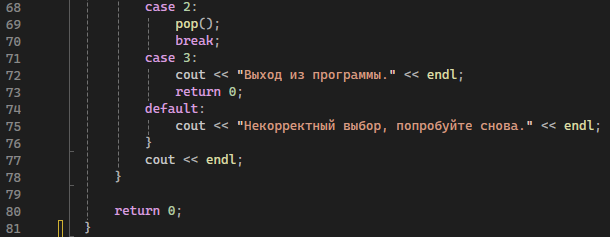 68 case 2:
69 pop();
70 break;
71 case 3:
72 cout << "Выход из программы." << endl;
73 return 0;
74 default:
75 cout << "Некорректный выбор, попробуйте снова." << endl;
76 }
77 cout << endl;
78 }
79
80 return 0;
81 }